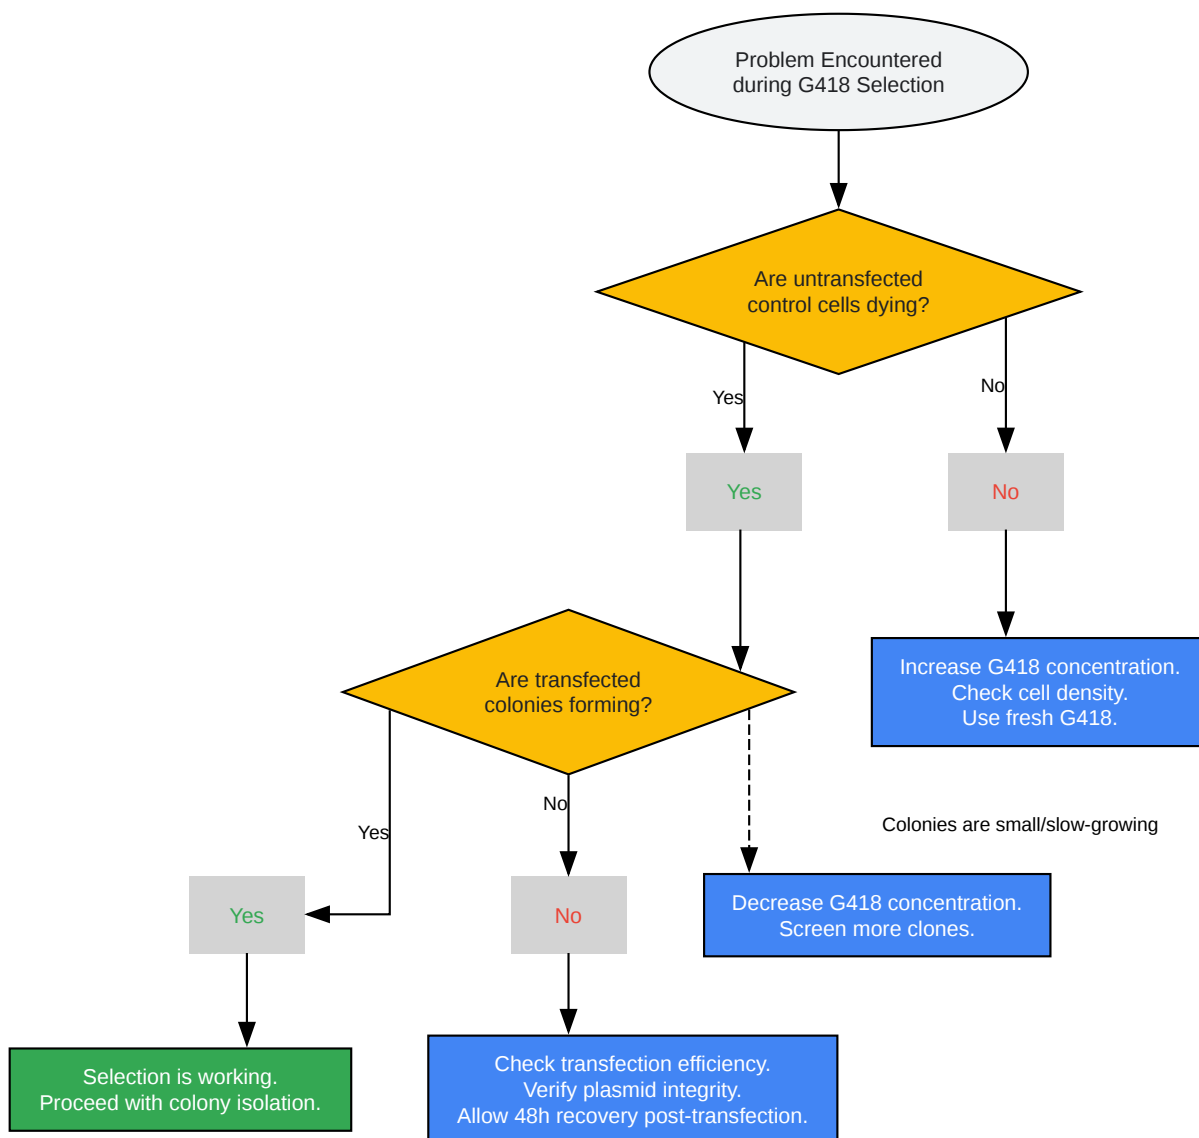 Problem Encountered
during G418 Selection
Are untransfected
control cells dying?
Yes
No
Yes
No
Are transfected
colonies forming?
Increase G418 concentration.
Check cell density.
Use fresh G418.
Yes
No
Colonies are small/slow-growing
Yes
No
Decrease G418 concentration.
Screen more clones.
Selection is working.
Proceed with colony isolation.
Check transfection efficiency.
Verify plasmid integrity.
Allow 48h recovery post-transfection.